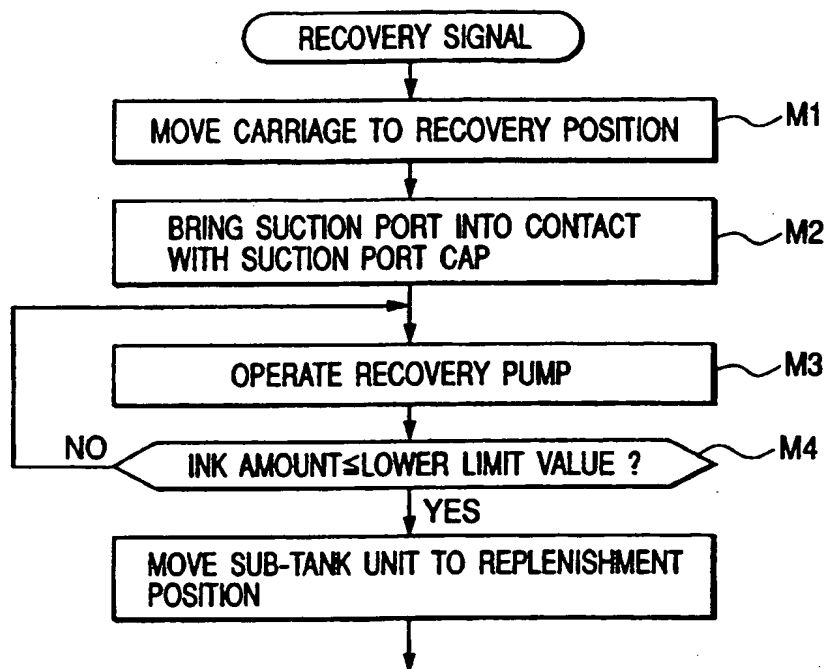 RECOVERY SIGNAL
MOVE CARRIAGE TO RECOVERY POSITION
M1
BRING SUCTION PORT INTO CONTACT
WITH SUCTION PORT CAP
M2
OPERATE RECOVERY PUMP
M3
NO
INK AMOUNT≦LOWER LIMIT VALUE ?
M4
YES
MOVE SUB-TANK UNIT TO REPLENISHMENT
POSITION